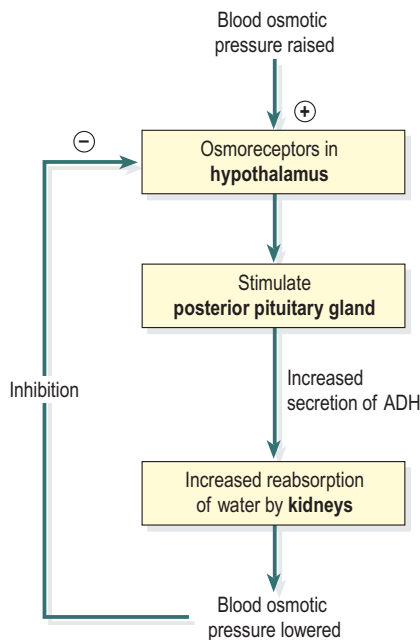 Blood osmotic
pressure raised
+
−
Osmoreceptors in
hypothalamus
Stimulate
posterior pituitary gland
Inhibition
Increased
secretion of ADH
Increased reabsorption
of water by kidneys
Blood osmotic
pressure lowered